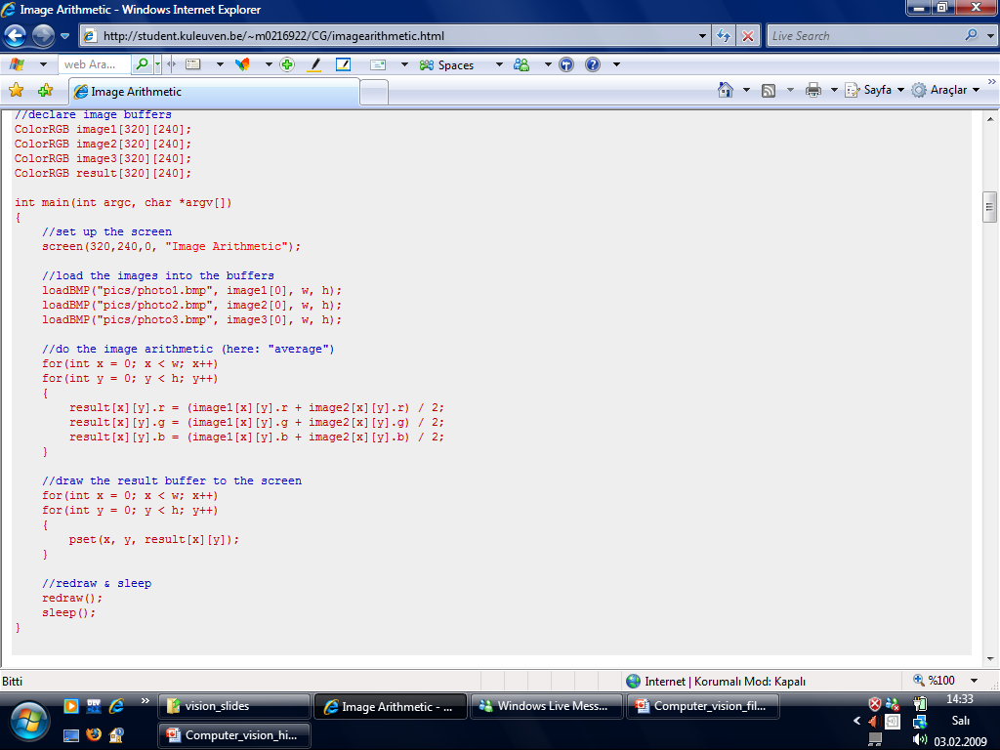 Image Arithmetic - Windows Internet Explorer
http://student.kuleuven.be/~m0216922/CG/imagearithmetic.html
Live Search
web Ara...
Spaces
Image Arithmetic
Sayfa
Araçlar
//declare image buffers
ColorRGB image1[320][240];
ColorRGB image2[320][240];
ColorRGB image3[320][240];
ColorRGB result[320][240];
int main(int argc, char *argv[])
{
//set up the screen
screen(320,240,0, "Image Arithmetic");
//load the images into the buffers
loadBMP("pics/photo1.bmp", image1[0], w, h);
loadBMP("pics/photo2.bmp", image2[0], w, h);
loadBMP("pics/photo3.bmp", image3[0], w, h);
//do the image arithmetic (here: "average")
for(int x = 0; x < w; x++)
for(int y = 0; y < h; y++)
{
result[x][y].r = (image1[x][y].r + image2[x][y].r) / 2;
result[x][y].g = (image1[x][y].g + image2[x][y].g) / 2;
result[x][y].b = (image1[x][y].b + image2[x][y].b) / 2;
}
//draw the result buffer to the screen
for(int x = 0; x < w; x++)
for(int y = 0; y < h; y++)
{
pset(x, y, result[x][y]);
}
//redraw & sleep
redraw();
sleep();
}
Bitti
Internet | Korumalı Mod: Kapalı
%100
vision_slides
Image Arithmetic - ...
Windows Live Mess...
Computer_vision_fil...
14:33
Salı
Computer_vision_hi...
03.02.2009